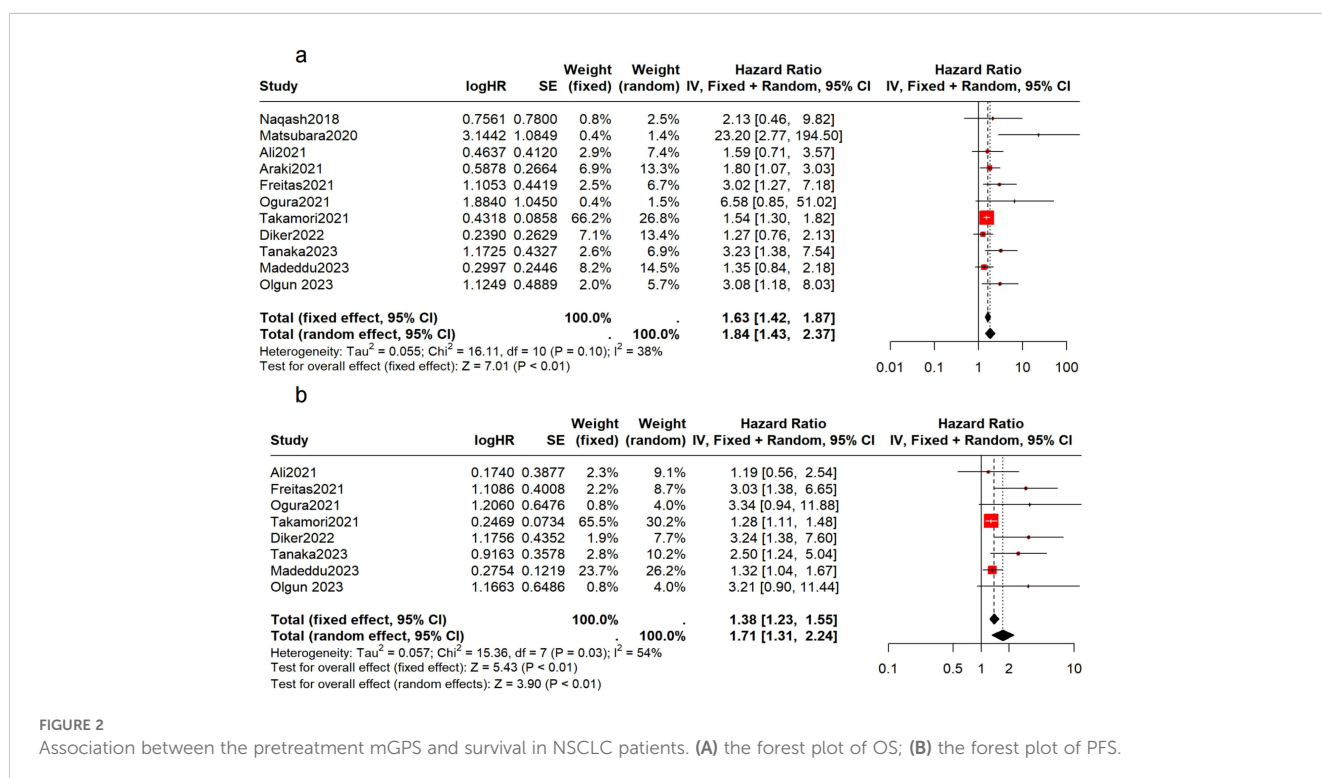 a
Weight Weight Hazard Ratio Hazard Ratio
Study logHR SE (fixed) (random) IV, Fixed + Random, 95% CI IV, Fixed + Random, 95% CI
Naqash2018 0.7561 0.7800 0.8% 2.5% 2.13 [0.46, 9.82]
Matsubara2020 3.1442 1.0849 0.4% 1.4% 23.20 [2.77, 194.50]
Ali2021 0.4637 0.4120 2.9% 7.4% 1.59 [0.71, 3.57]
Araki2021 0.5878 0.2664 6.9% 13.3% 1.80 [1.07, 3.03]
Freitas2021 1.1053 0.4419 2.5% 6.7% 3.02 [1.27, 7.18]
Ogura2021 1.8840 1.0450 0.4% 1.5% 6.58 [0.85, 51.02]
Takamori2021 0.4318 0.0858 66.2% 26.8% 1.54 [1.30, 1.82]
Diker2022 0.2390 0.2629 7.1% 13.4% 1.27 [0.76, 2.13]
Tanaka2023 1.1725 0.4327 2.6% 6.9% 3.23 [1.38, 7.54]
Madeddu2023 0.2997 0.2446 8.2% 14.5% 1.35 [0.84, 2.18]
Olgun 2023 1.1249 0.4889 2.0% 5.7% 3.08 [1.18, 8.03]
Total (fixed effect, 95% CI) 100.0% . 1.63 [1.42, 1.87]
Total (random effect, 95% CI) . 100.0% 1.84 [1.43, 2.37]
Heterogeneity: Tau² = 0.055; Chi² = 16.11, df = 10 (P = 0.10); I² = 38%
Test for overall effect (fixed effect): Z = 7.01 (P < 0.01)
0.01 0.1 1 10 100
b
Weight Weight Hazard Ratio Hazard Ratio
Study logHR SE (fixed) (random) IV, Fixed + Random, 95% CI IV, Fixed + Random, 95% CI
Ali2021 0.1740 0.3877 2.3% 9.1% 1.19 [0.56, 2.54]
Freitas2021 1.1086 0.4008 2.2% 8.7% 3.03 [1.38, 6.65]
Ogura2021 1.2060 0.6476 0.8% 4.0% 3.34 [0.94, 11.88]
Takamori2021 0.2469 0.0734 65.5% 30.2% 1.28 [1.11, 1.48]
Diker2022 1.1756 0.4352 1.9% 7.7% 3.24 [1.38, 7.60]
Tanaka2023 0.9163 0.3578 2.8% 10.2% 2.50 [1.24, 5.04]
Madeddu2023 0.2754 0.1219 23.7% 26.2% 1.32 [1.04, 1.67]
Olgun 2023 1.1663 0.6486 0.8% 4.0% 3.21 [0.90, 11.44]
Total (fixed effect, 95% CI) 100.0% . 1.38 [1.23, 1.55]
Total (random effect, 95% CI) . 100.0% 1.71 [1.31, 2.24]
Heterogeneity: Tau² = 0.057; Chi² = 15.36, df = 7 (P = 0.03); I² = 54%
Test for overall effect (fixed effect): Z = 5.43 (P < 0.01)
Test for overall effect (random effects): Z = 3.90 (P < 0.01)
0.1 0.5 1 2 10
FIGURE 2
Association between the pretreatment mGPS and survival in NSCLC patients. (A) the forest plot of OS; (B) the forest plot of PFS.